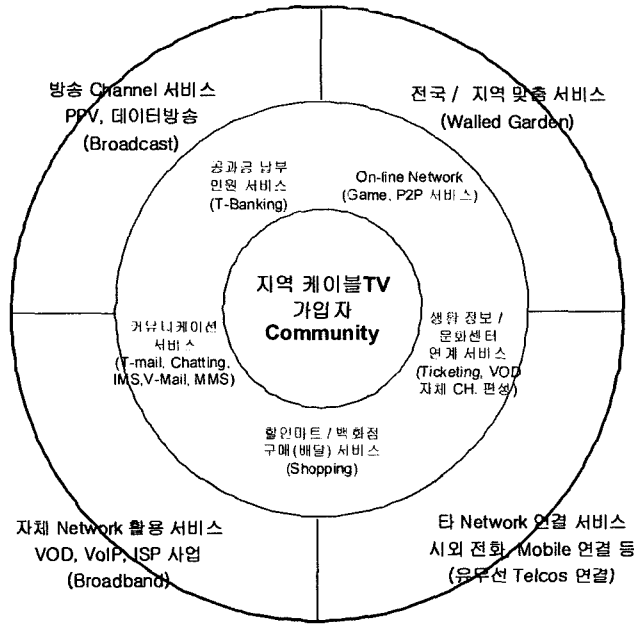 방송 Channel 서비스
PPV, 데이터방송
(Broadcast)
전국 / 지역 맞춤 서비스
(Walled Garden)
공과금 납부
민원 서비스
(T-Banking)
On-line Network
(Game, P2P 서비스)
지역 케이블TV
가입자
Community
커뮤니케이션
서비스
(T-mail, Chatting,
IMS,V-Mail, MMS)
생활 정보 /
문화센터
연계 서비스
(Ticketing, VOD
자체 CH. 편성)
할인마트 / 백화점
구매(배달) 서비스
(Shopping)
자체 Network 활용 서비스
VOD, VoIP, ISP 사업
(Broadband)
타 Network 연결 서비스
시외 전화, Mobile 연결 등
(유무선 Telcos 연결)